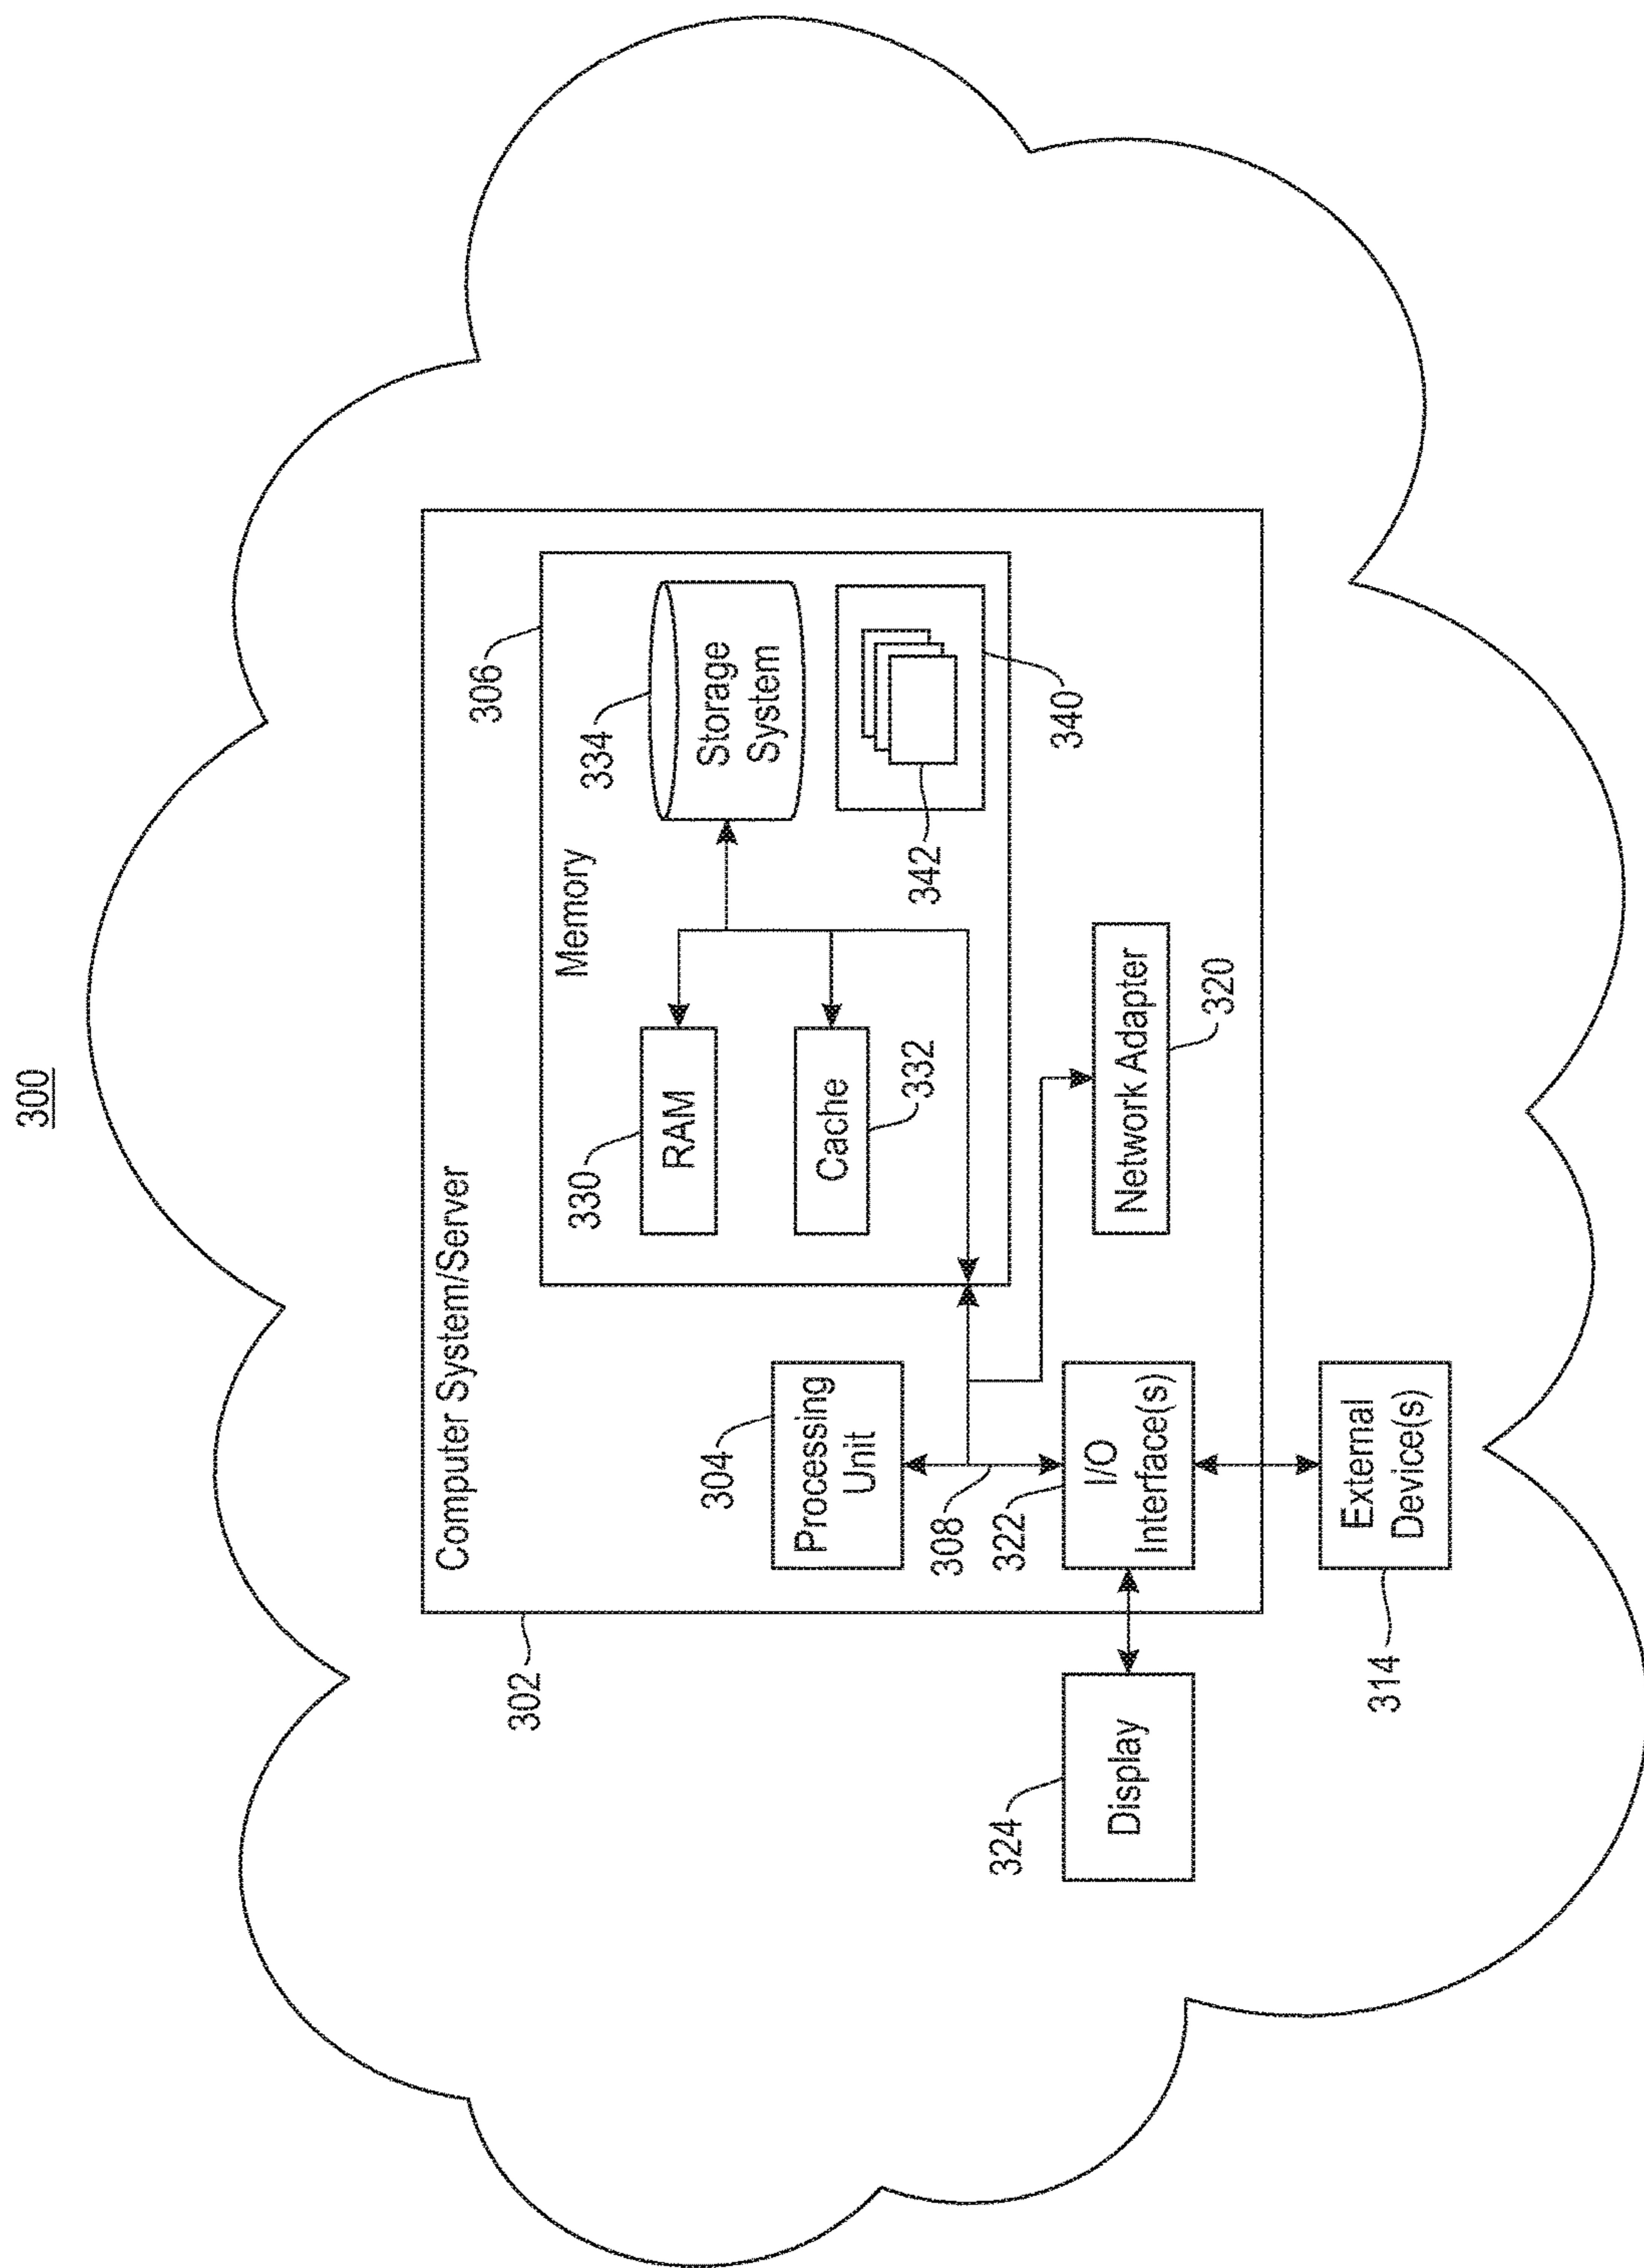 300
Computer System/Server
302
306
Memory
334
330
RAM
Storage
System
304
Processing
Unit
332
Cache
342
340
308
322
I/O
Interface(s)
Network Adapter
320
324
Display
External
Device(s)
314